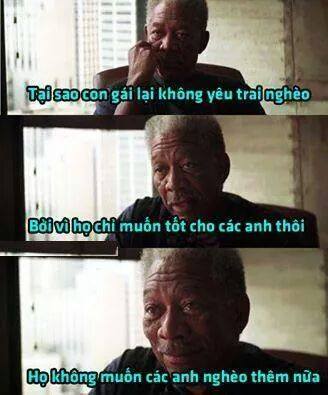 Tại sao con gái lại không yêu trai nghèo
Bởi vì họ chỉ muốn tốt cho các anh thôi
Họ không muốn các anh nghèo thêm nữa